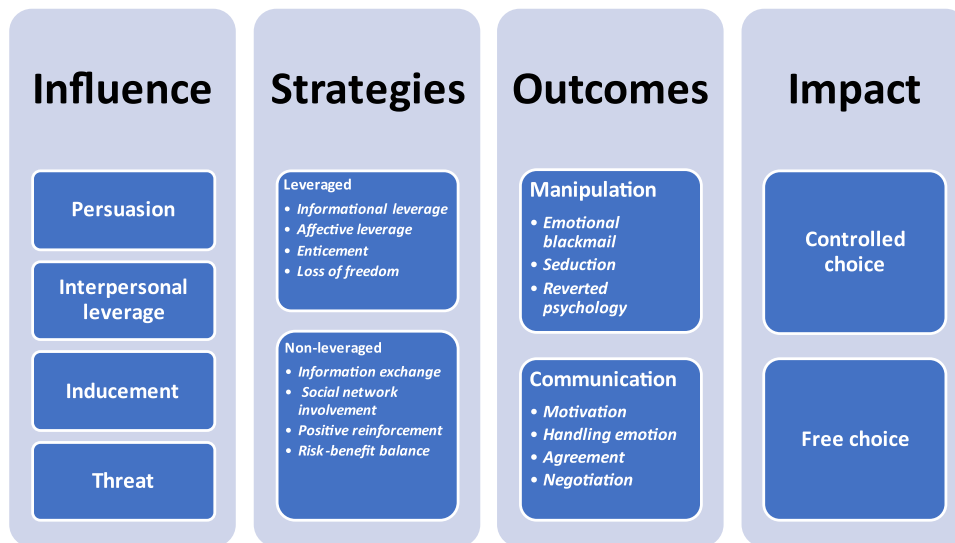 Influence
Persuasion
Interpersonal
leverage
Inducement
Threat
Strategies
Leveraged
• Informational leverage
• Affective leverage
• Enticement
• Loss of freedom
Non-leveraged
• Information exchange
• Social network
involvement
• Positive reinforcement
• Risk-benefit balance
Outcomes
Manipulation
• Emotional
blackmail
• Seduction
• Reverted
psychology
Communication
• Motivation
• Handling emotion
• Agreement
• Negotiation
Impact
Controlled
choice
Free choice